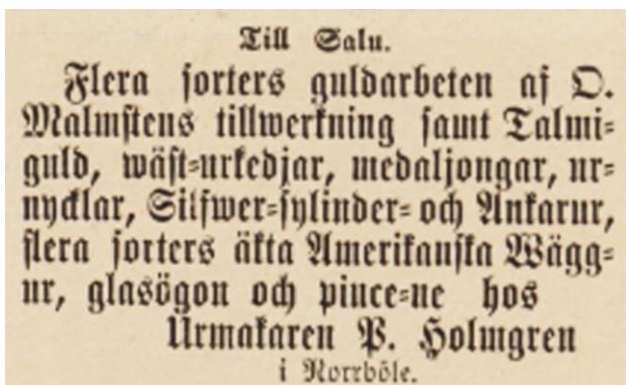 Till Salu.
Flera sorters guldarbeten af O.
Malmstens tillwerkning samt Talmi-
guld, wäst-urkedjar, medaljongar, ur-
nycklar, Silfwer-sylinder- och Ankarur,
flera sorters äkta Amerikanska Wägg-
ur, glasögon och pince-ne hos
Urmakaren P. Holmgren
i Norrböle.